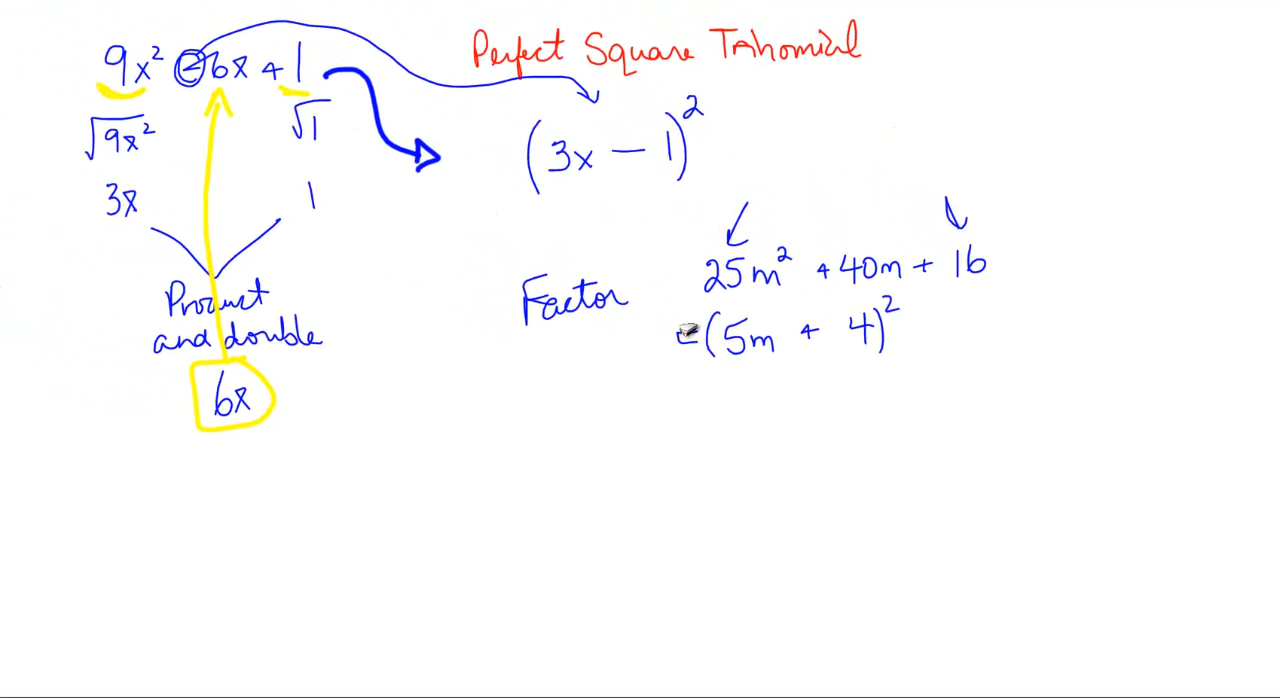 9x² - 6x + 1
Perfect Square Trinomial
√9x² √1
(3x - 1)²
3x 1
Product
and double
6x
Factor 25m² + 40m + 16
= (5m + 4)²